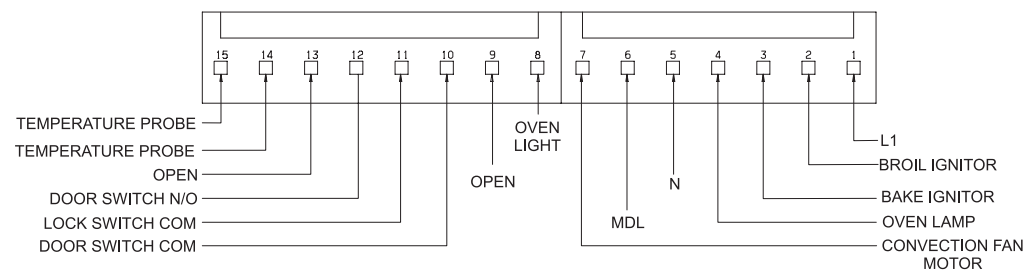 15 14 13 12 11 10 9 8 7 6 5 4 3 2 1
TEMPERATURE PROBE
TEMPERATURE PROBE
OPEN
DOOR SWITCH N/O
LOCK SWITCH COM
DOOR SWITCH COM
OPEN
OVEN
LIGHT
MDL
N
L1
BROIL IGNITOR
BAKE IGNITOR
OVEN LAMP
CONVECTION FAN
MOTOR